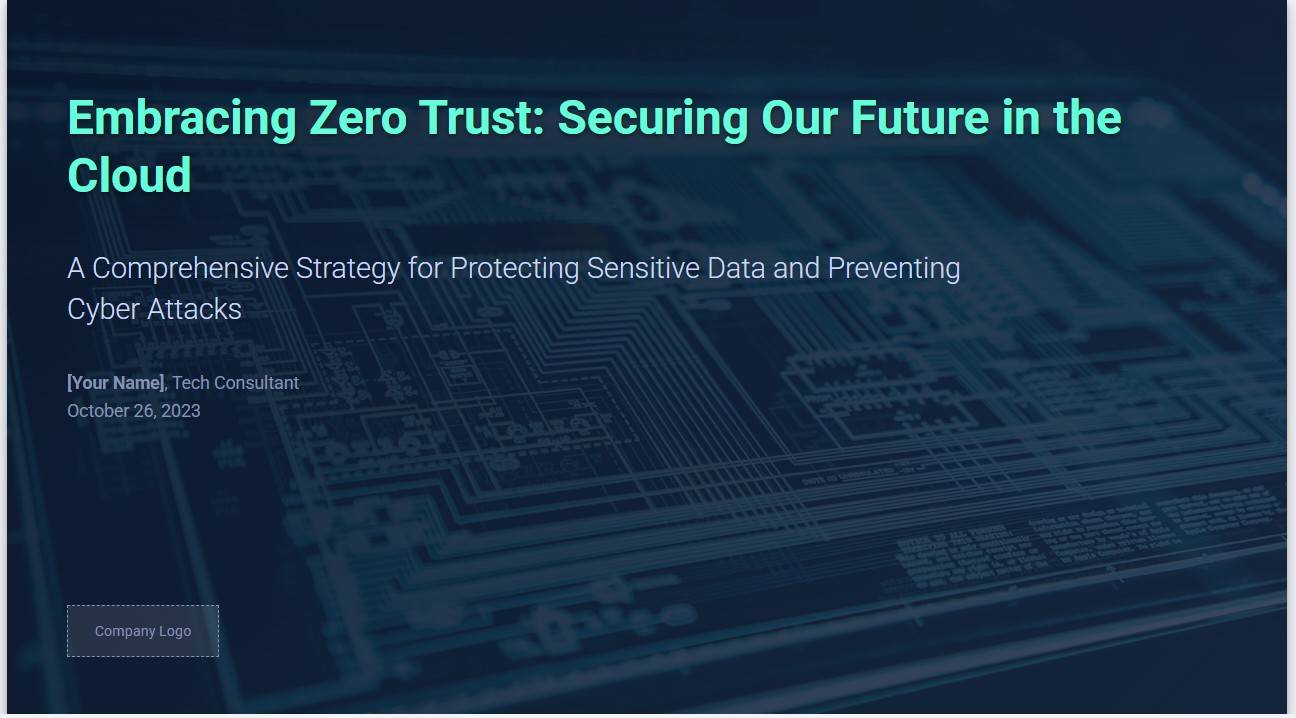 Embracing Zero Trust: Securing Our Future in the
Cloud
A Comprehensive Strategy for Protecting Sensitive Data and Preventing
Cyber Attacks
[Your Name], Tech Consultant
October 26, 2023
Company Logo